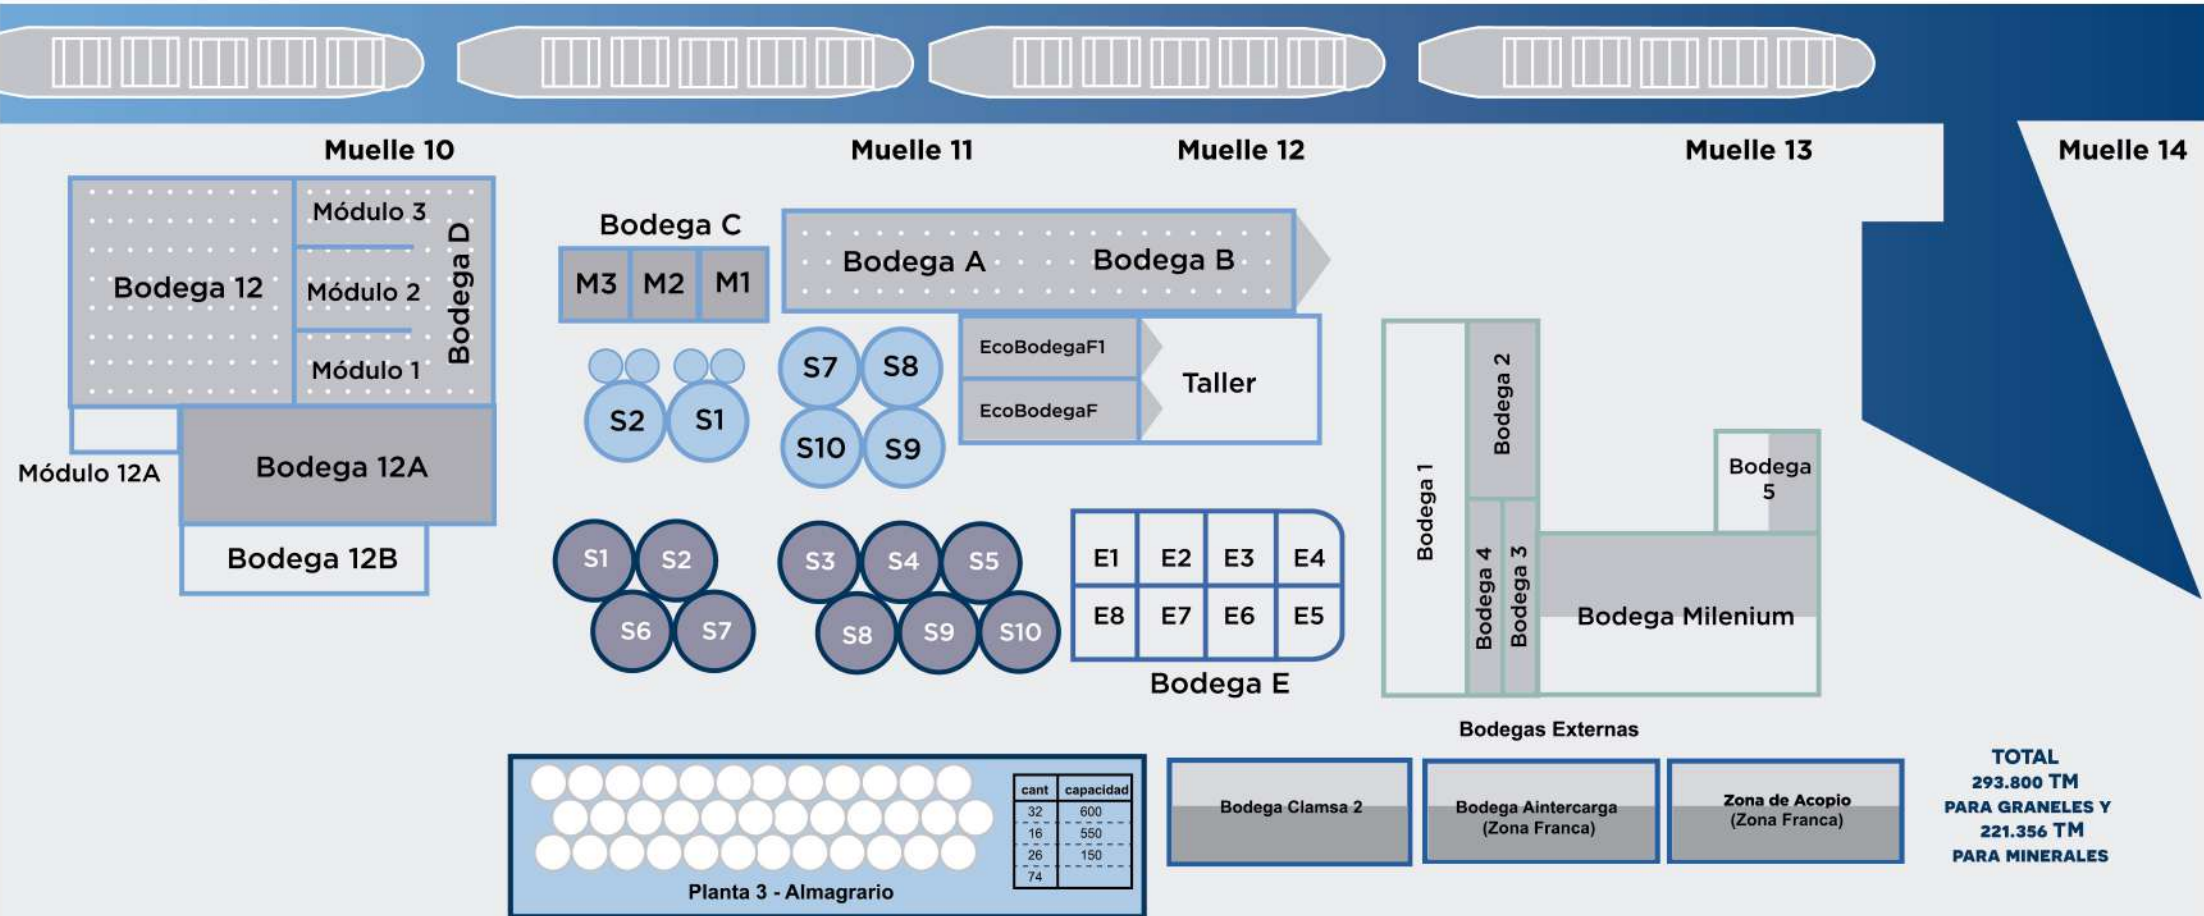 Muelle 10
Muelle 11
Muelle 12
Muelle 13
Muelle 14
Bodega 12
Módulo 3
Módulo 2
Módulo 1
Bodega D
Módulo 12A
Bodega 12A
Bodega 12B
Bodega C
M3
M2
M1
Bodega A
Bodega B
S2
S1
S7
S8
S10
S9
EcoBodegaF1
EcoBodegaF
Taller
S1
S2
S6
S7
S3
S4
S5
S8
S9
S10
E1
E2
E3
E4
E8
E7
E6
E5
Bodega E
Bodega 1
Bodega 2
Bodega 4
Bodega 3
Bodega
5
Bodega Milenium
Bodegas Externas
cant capacidad
32 600
16 550
26 150
74
Planta 3 - Almagrario
Bodega Clamsa 2
Bodega Aintercarga
(Zona Franca)
Zona de Acopio
(Zona Franca)
TOTAL
293.800 TM
PARA GRANELES Y
221.356 TM
PARA MINERALES